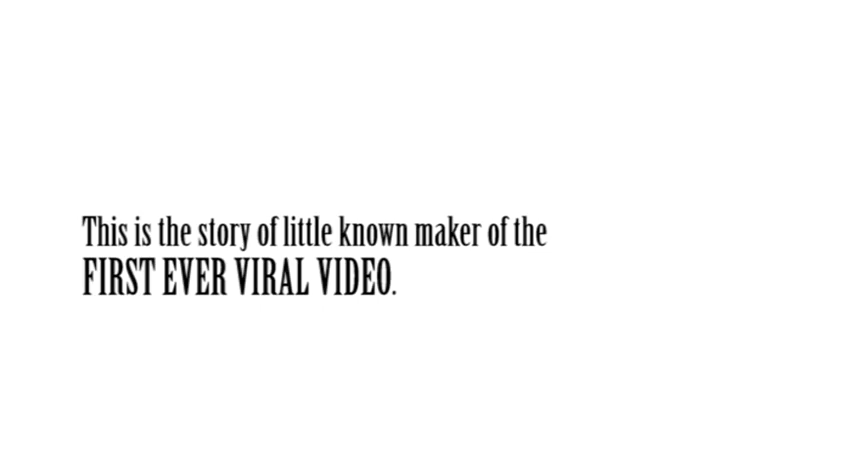 This is the story of little known maker of the
FIRST EVER VIRAL VIDEO.